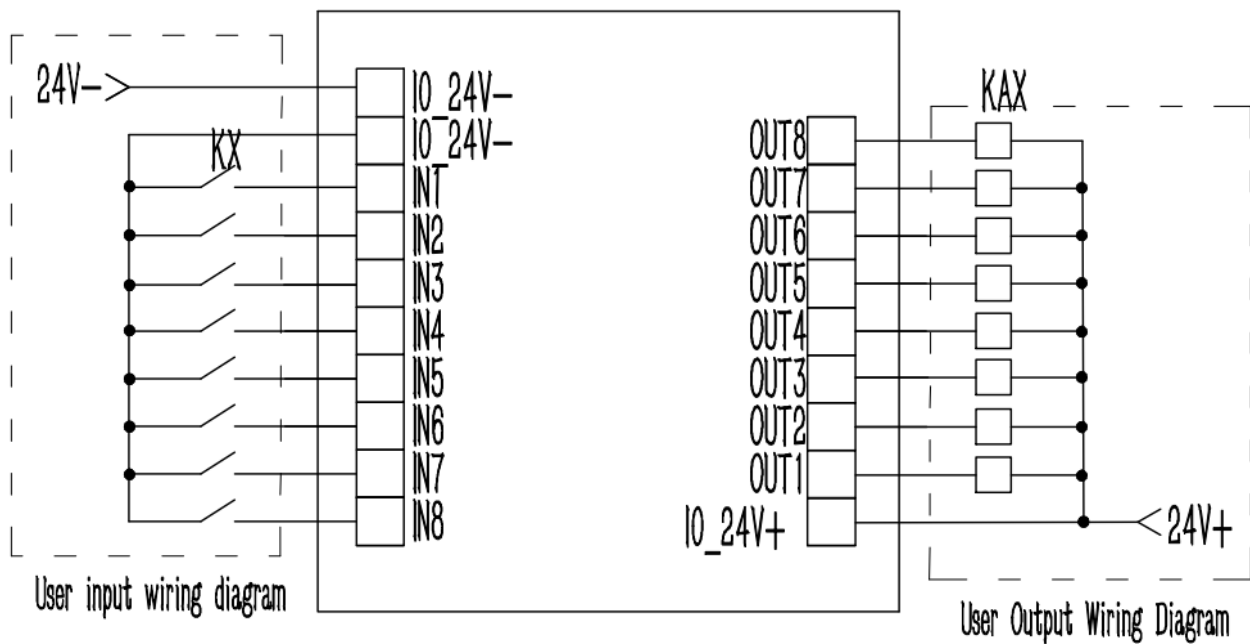 24V-
KX
IO_24V-
IO_24V-
IN1
IN2
IN3
IN4
IN5
IN6
IN7
IN8
User input wiring diagram
KAX
OUT8
OUT7
OUT6
OUT5
OUT4
OUT3
OUT2
OUT1
IO_24V+
24V+
User Output Wiring Diagram